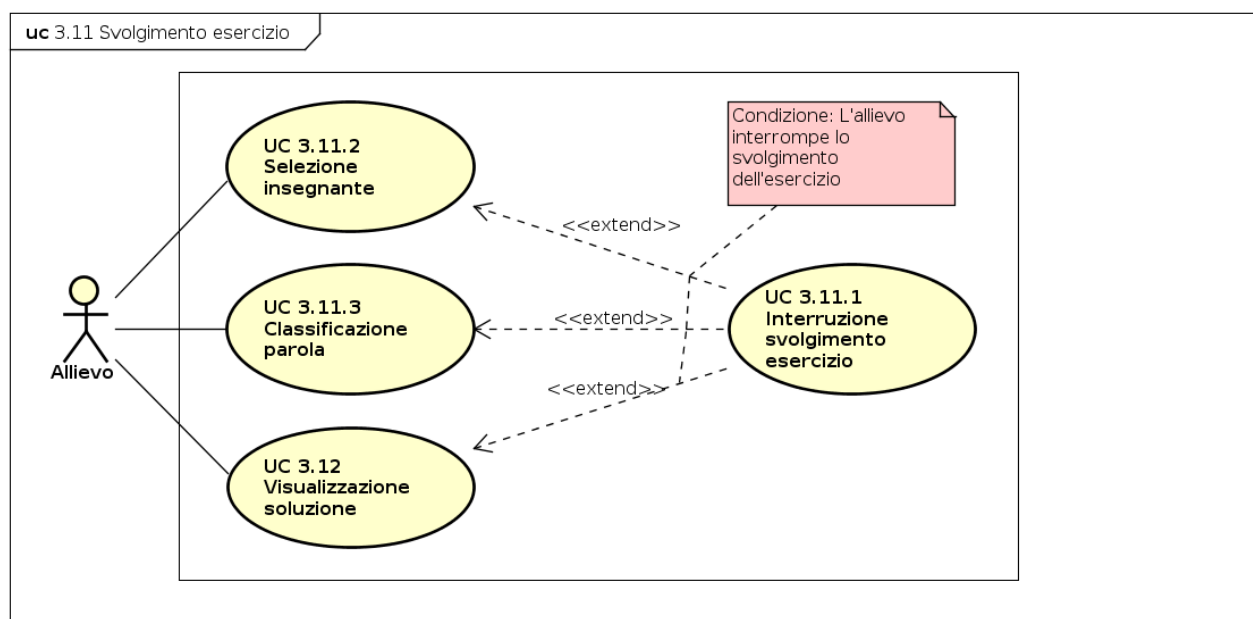 uc 3.11 Svolgimento esercizio
UC 3.11.2
Selezione
insegnante
Condizione: L'allievo
interrompe lo
svolgimento
dell'esercizio
<<extend>>
UC 3.11.3
Classificazione
parola
<<extend>>
UC 3.11.1
Interruzione
svolgimento
esercizio
Allievo
<<extend>>
UC 3.12
Visualizzazione
soluzione